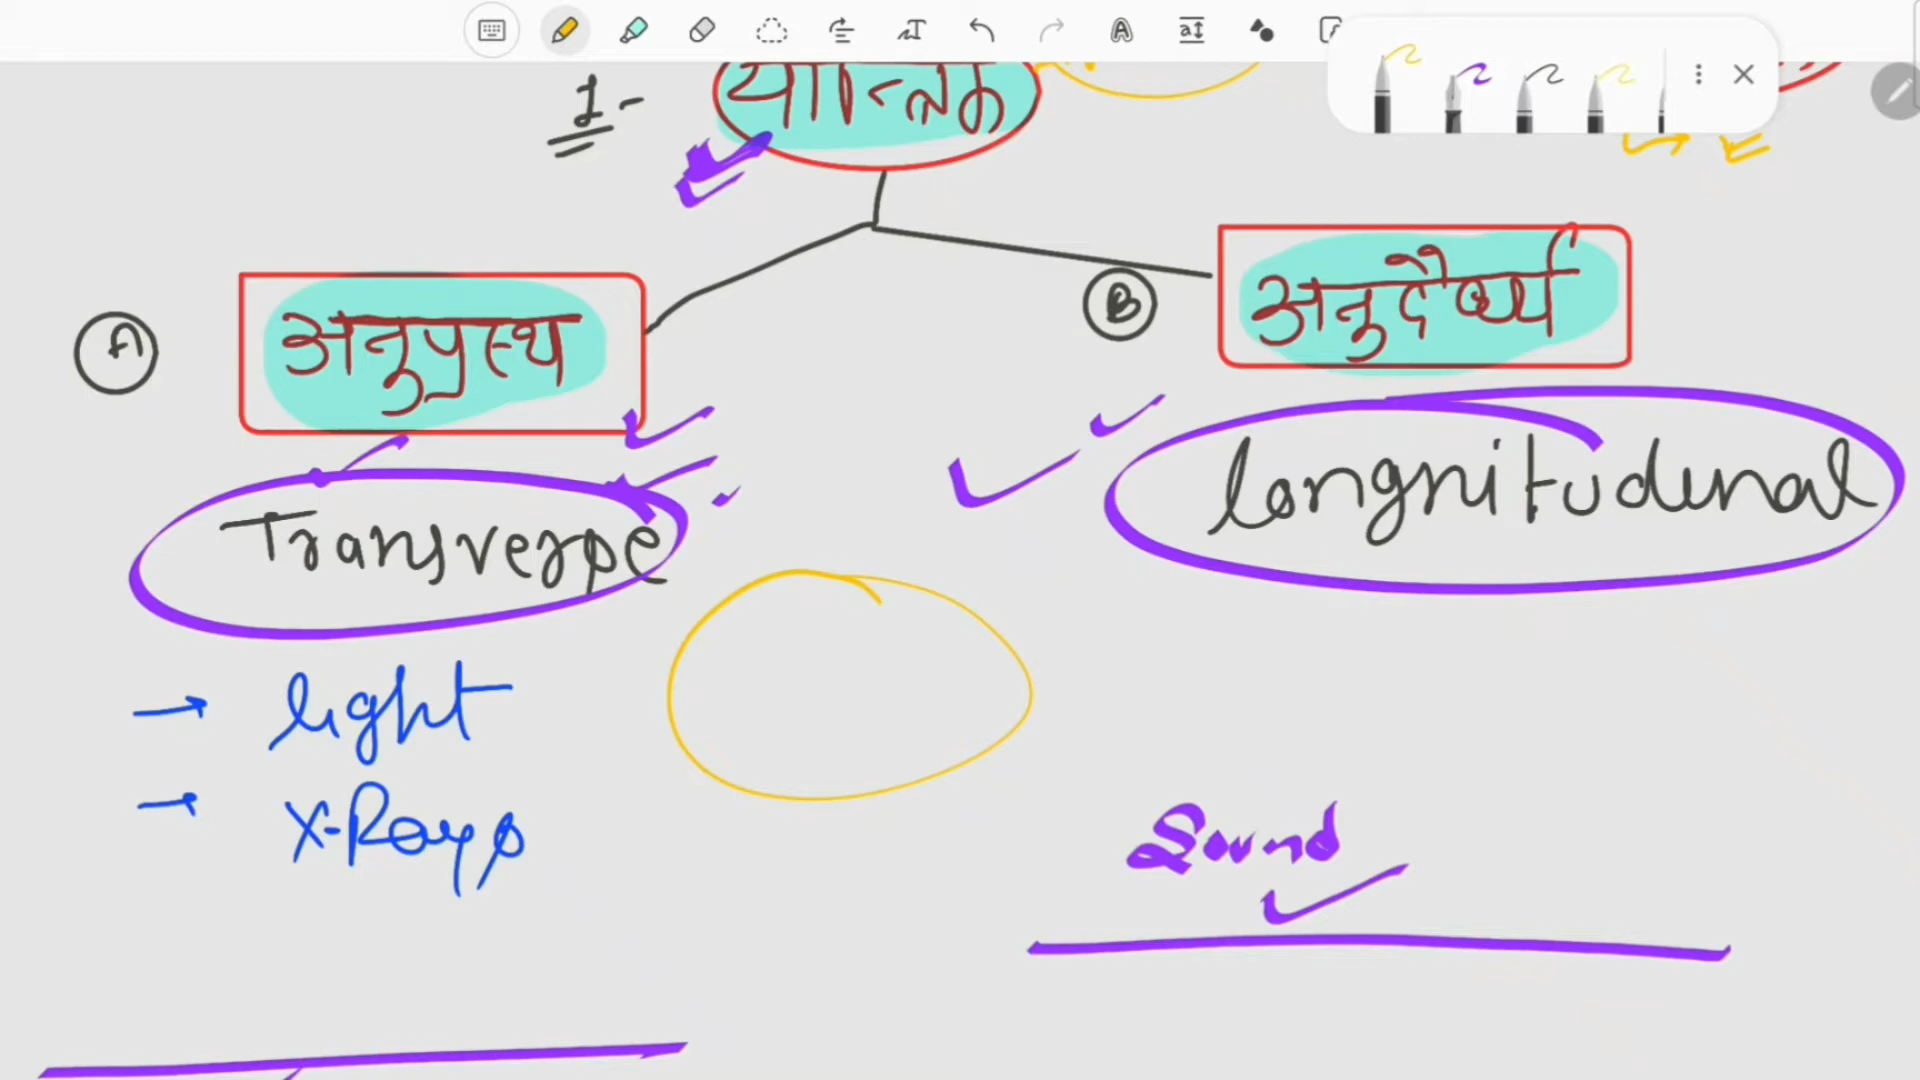 1- यान्त्रिक
A अनुप्रस्थ
B अनुदैर्ध्य
Transverse
Longnitudinal
→ light
→ X-Rays
Sound